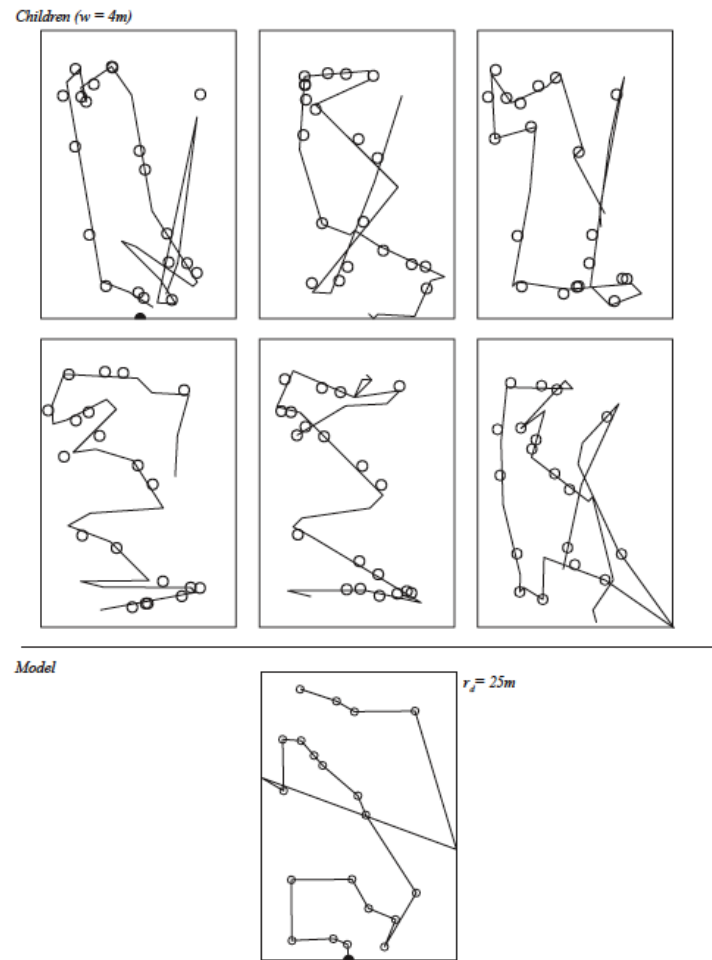 Children (w = 4m)
Model
r_d= 25m